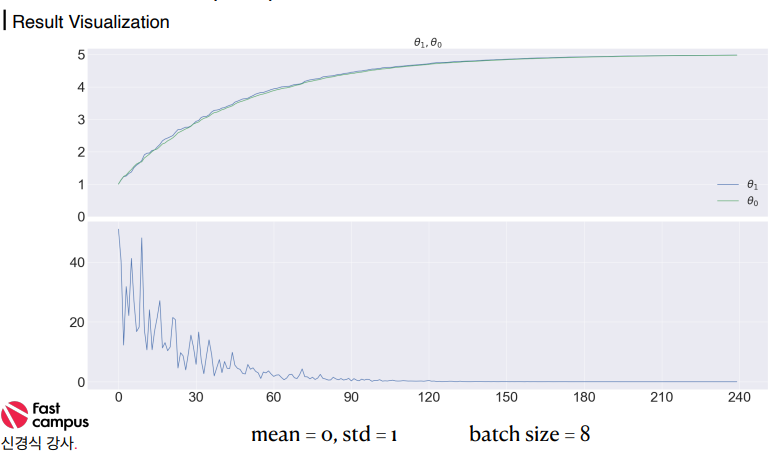 Result Visualization
θ₁, θ₀
5
4
3
2
1
0
θ₁
θ₀
40
20
0
0 30 60 90 120 150 180 210 240
Fast
campus
신경식 강사.
mean = 0, std = 1 batch size = 8